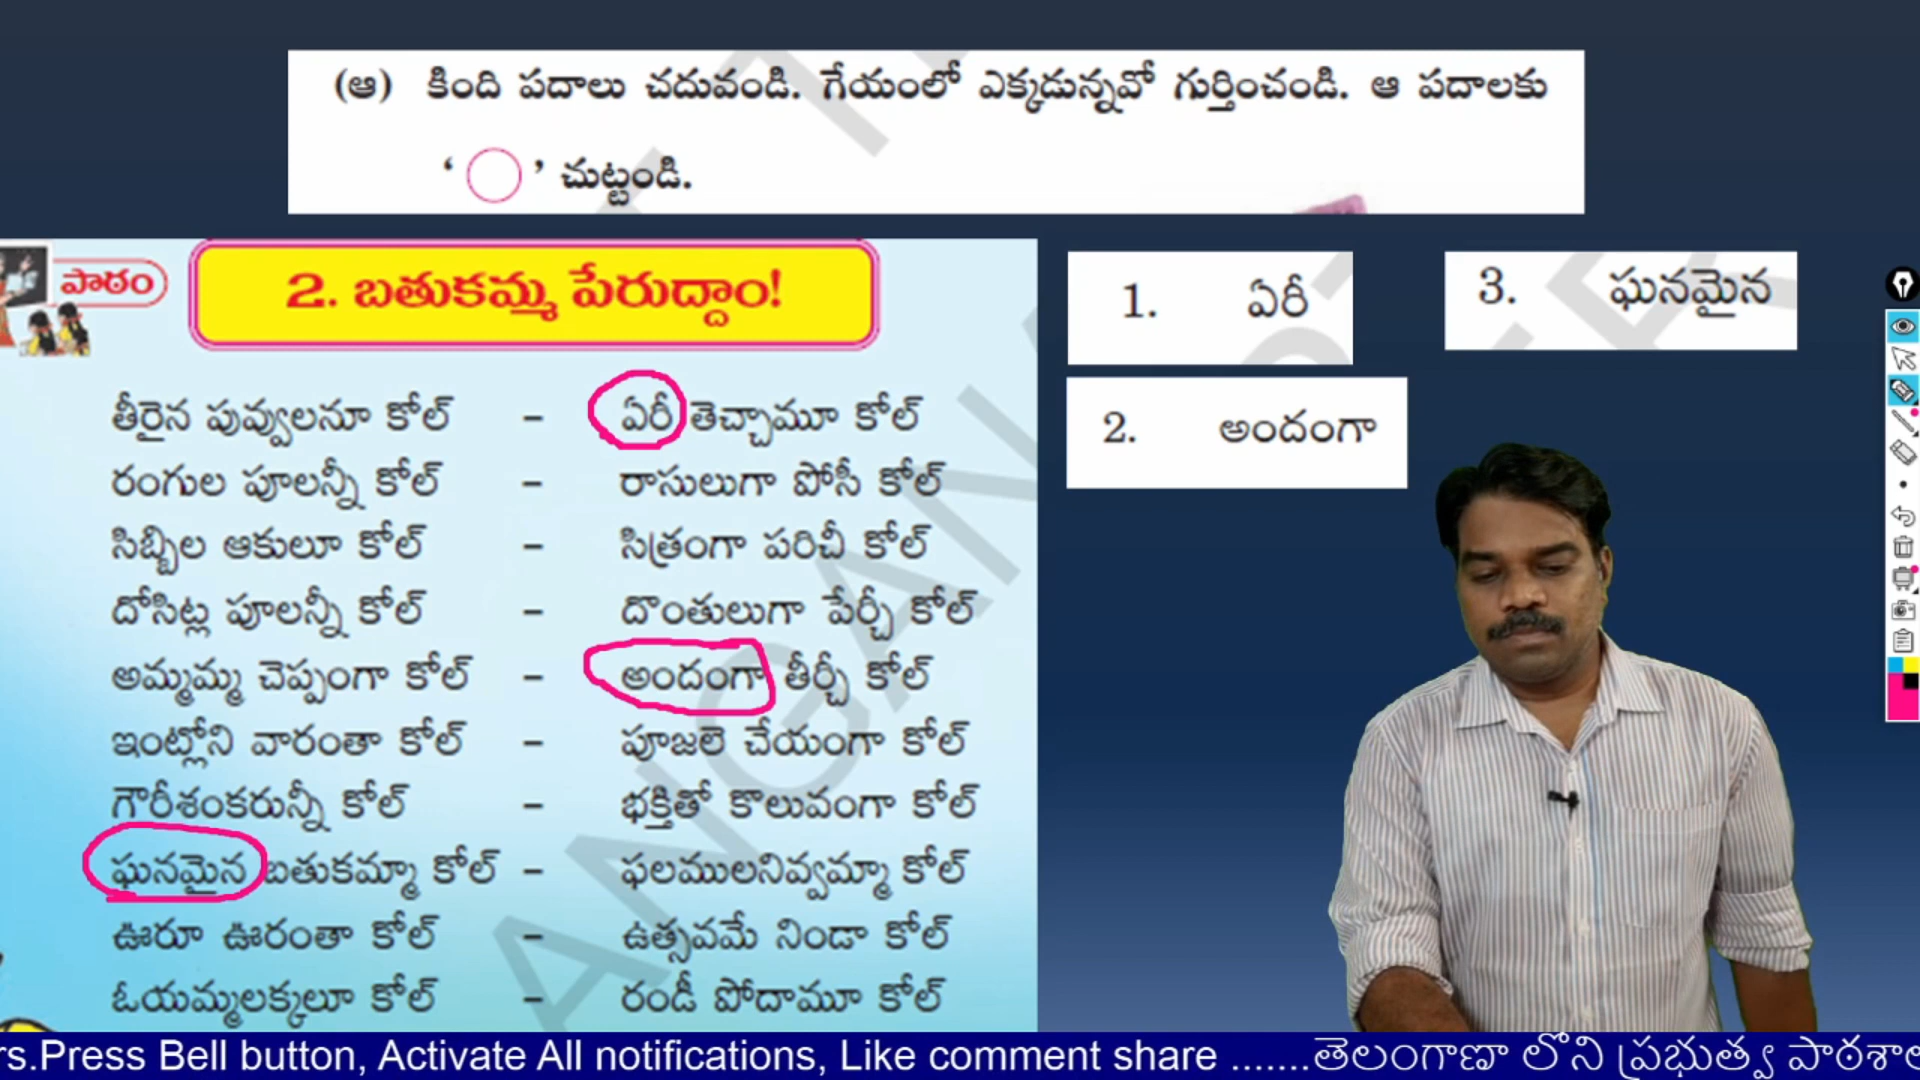 (ఆ) కింది పదాలు చదువండి. గేయంలో ఎక్కడున్నవో గుర్తించండి. ఆ పదాలకు
‘ ’ చుట్టండి.
పాఠం
2. బతుకమ్మ పేరుద్దాం!
తీరైన పువ్వులనూ కోల్ - ఏరీ తెచ్చామూ కోల్
రంగుల పూలన్నీ కోల్ - రాసులుగా పోసీ కోల్
సిబ్బిల ఆకులూ కోల్ - సిత్రంగా పరిచీ కోల్
దోసిట్ల పూలన్నీ కోల్ - దొంతులుగా పేర్చీ కోల్
అమ్మమ్మ చెప్పంగా కోల్ - అందంగా తీర్చీ కోల్
ఇంట్లోని వారంతా కోల్ - పూజలె చేయంగా కోల్
గౌరీశంకరున్నీ కోల్ - భక్తితో కొలువంగా కోల్
ఘనమైన బతుకమ్మా కోల్ - ఫలములనివ్వమ్మా కోల్
ఊరూ ఊరంతా కోల్ - ఉత్సవమే నిండా కోల్
ఓయమ్మలక్కలూ కోల్ - రండీ పోదామూ కోల్
1. ఏరీ
3. ఘనమైన
2. అందంగా
rs.Press Bell button, Activate All notifications, Like comment share .......తెలంగాణా లోని ప్రభుత్వ